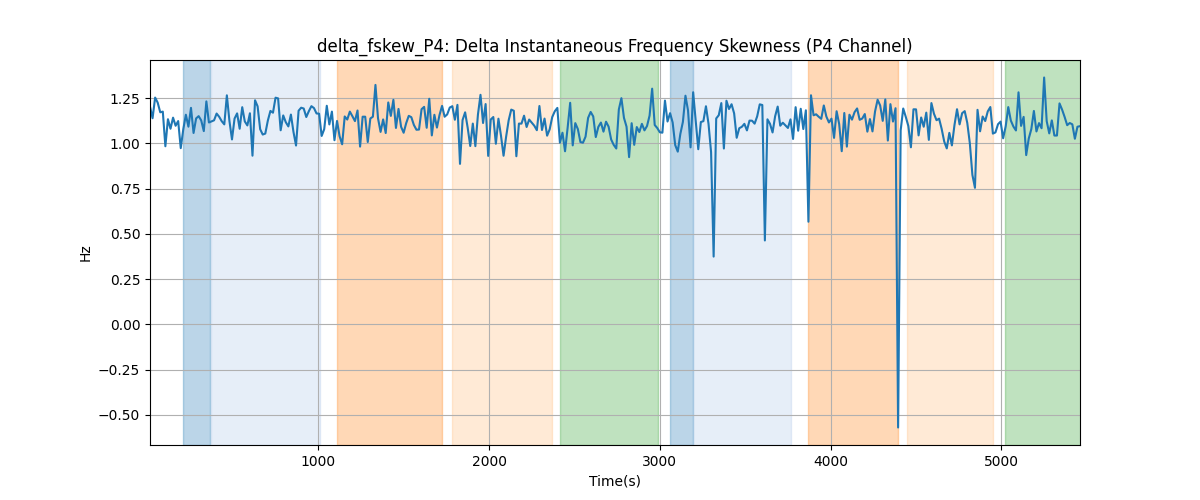 delta_fskew_P4: Delta Instantaneous Frequency Skewness (P4 Channel)
1.25
1.00
0.75
0.50
0.25
0.00
−0.25
−0.50
Hz
1000 2000 3000 4000 5000
Time(s)